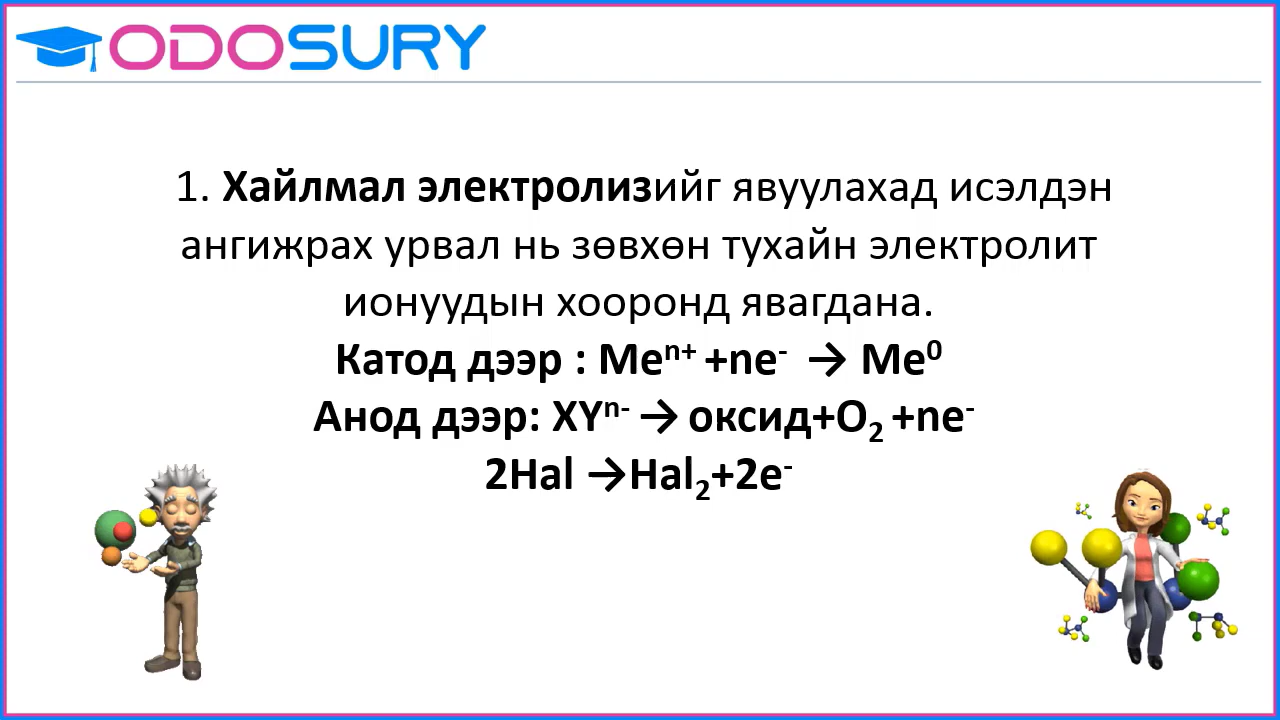 ODOSURY
1. Хайлмал электролизийг явуулахад исэлдэн
ангижрах урвал нь зөвхөн тухайн электролит
ионуудын хооронд явагдана.
Катод дээр : Meⁿ⁺ +ne⁻ → Me⁰
Анод дээр: XYⁿ⁻ → оксид+O₂ +ne⁻
2Hal →Hal₂+2e⁻